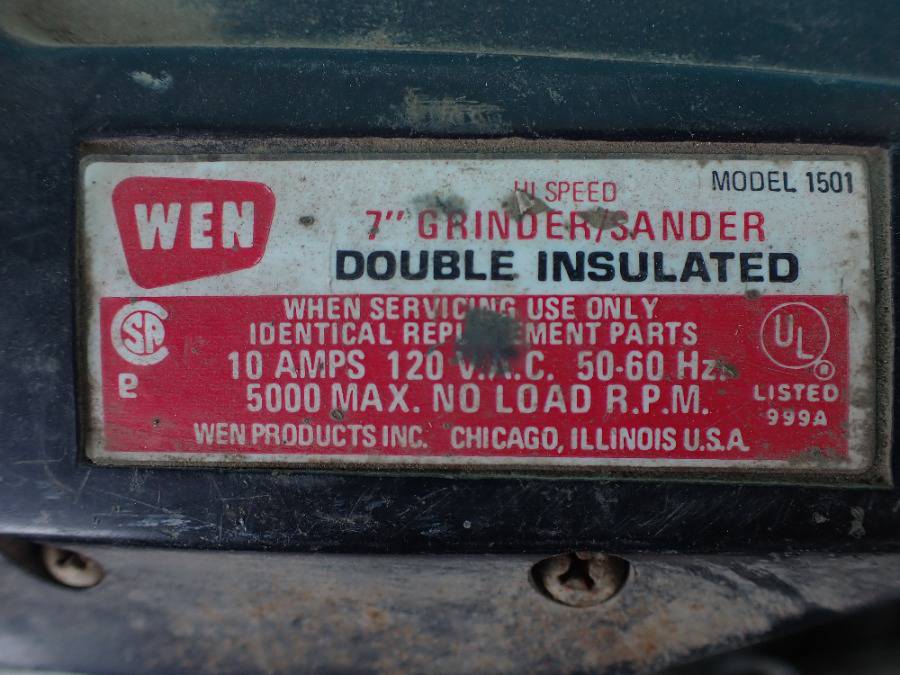 WEN
HI SPEED
MODEL 1501
7" GRINDER/SANDER
DOUBLE INSULATED
WHEN SERVICING USE ONLY
IDENTICAL REPLACEMENT PARTS
10 AMPS 120 V.A.C. 50-60 Hz.
5000 MAX. NO LOAD R.P.M.
WEN PRODUCTS INC. CHICAGO, ILLINOIS U.S.A.
SA
UL
®
LISTED
999A